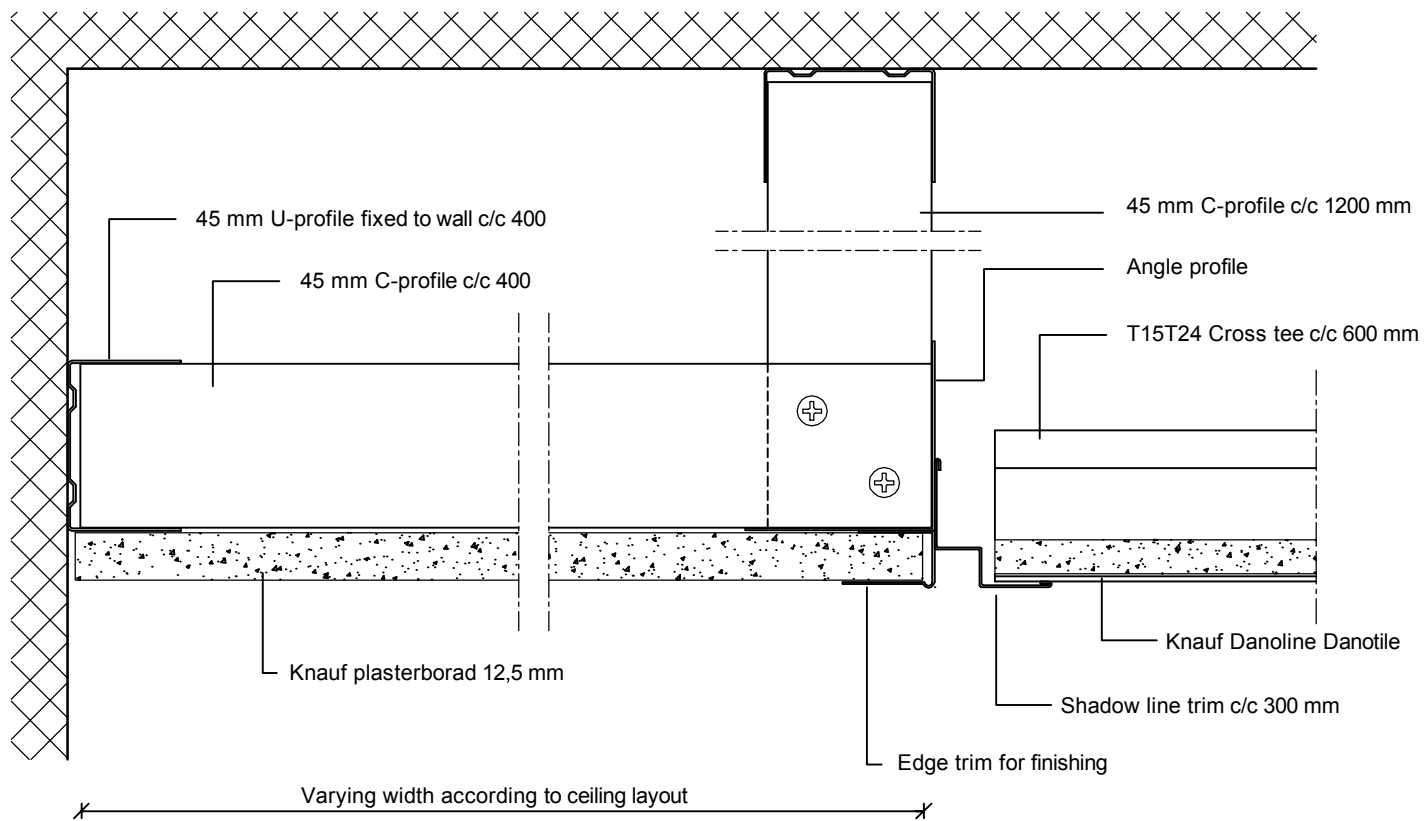 45 mm U-profile fixed to wall c/c 400
45 mm C-profile c/c 1200 mm
Angle profile
45 mm C-profile c/c 400
T15T24 Cross tee c/c 600 mm
Knauf Danoline Danotile
Knauf plasterborad 12,5 mm
Shadow line trim c/c 300 mm
Edge trim for finishing
Varying width according to ceiling layout